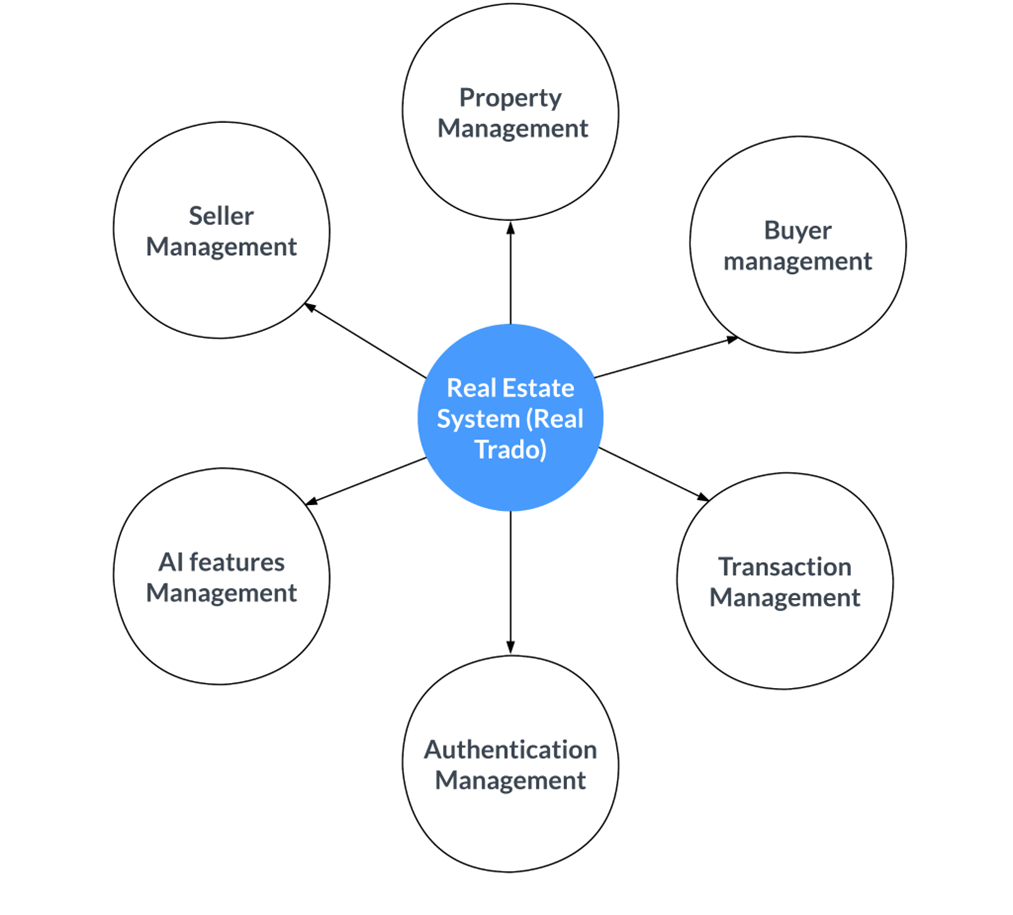 Property
Management
Seller
Management
Buyer
management
Real Estate
System (Real
Trado)
AI features
Management
Transaction
Management
Authentication
Management